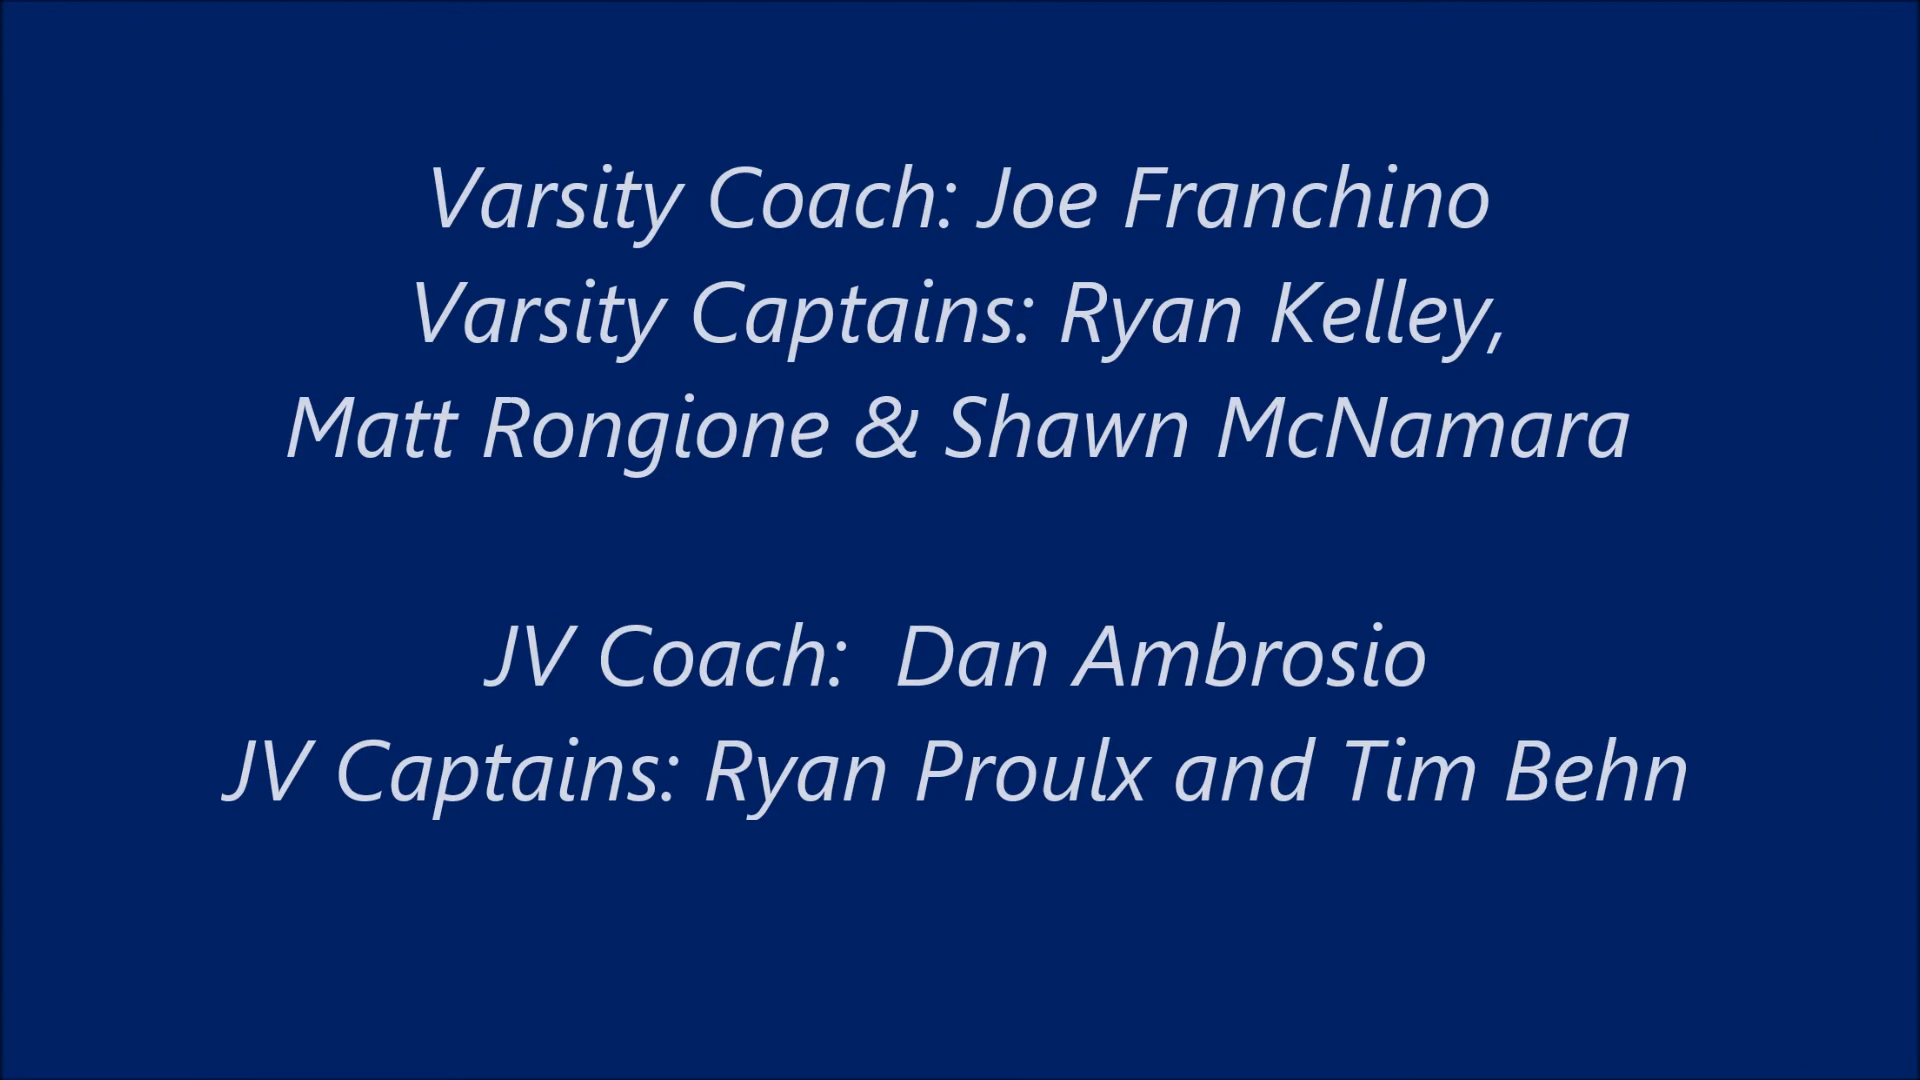 Varsity Coach: Joe Franchino
Varsity Captains: Ryan Kelley,
Matt Rongione & Shawn McNamara
JV Coach:  Dan Ambrosio
JV Captains: Ryan Proulx and Tim Behn